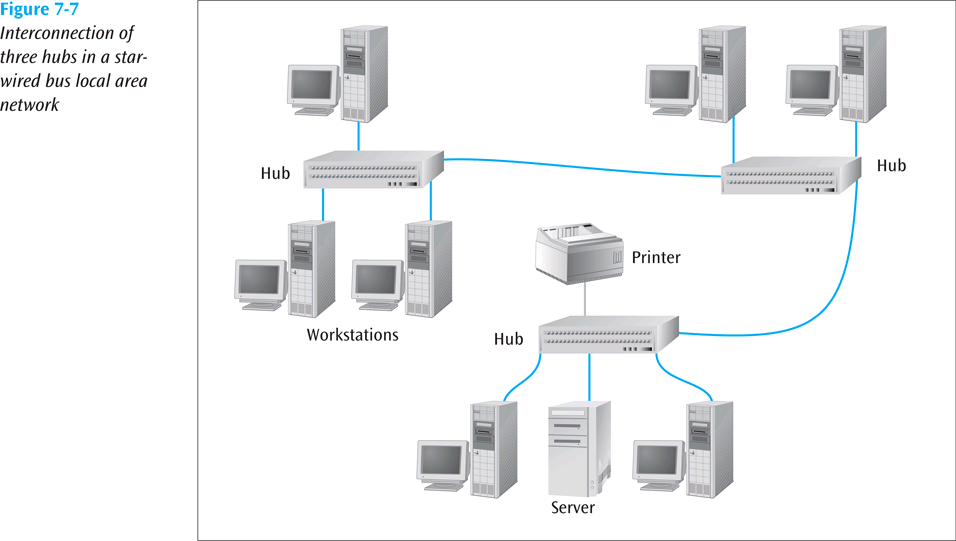 Figure 7-7
Interconnection of
three hubs in a star-
wired bus local area
network
Hub
Hub
Printer
Workstations
Hub
Server